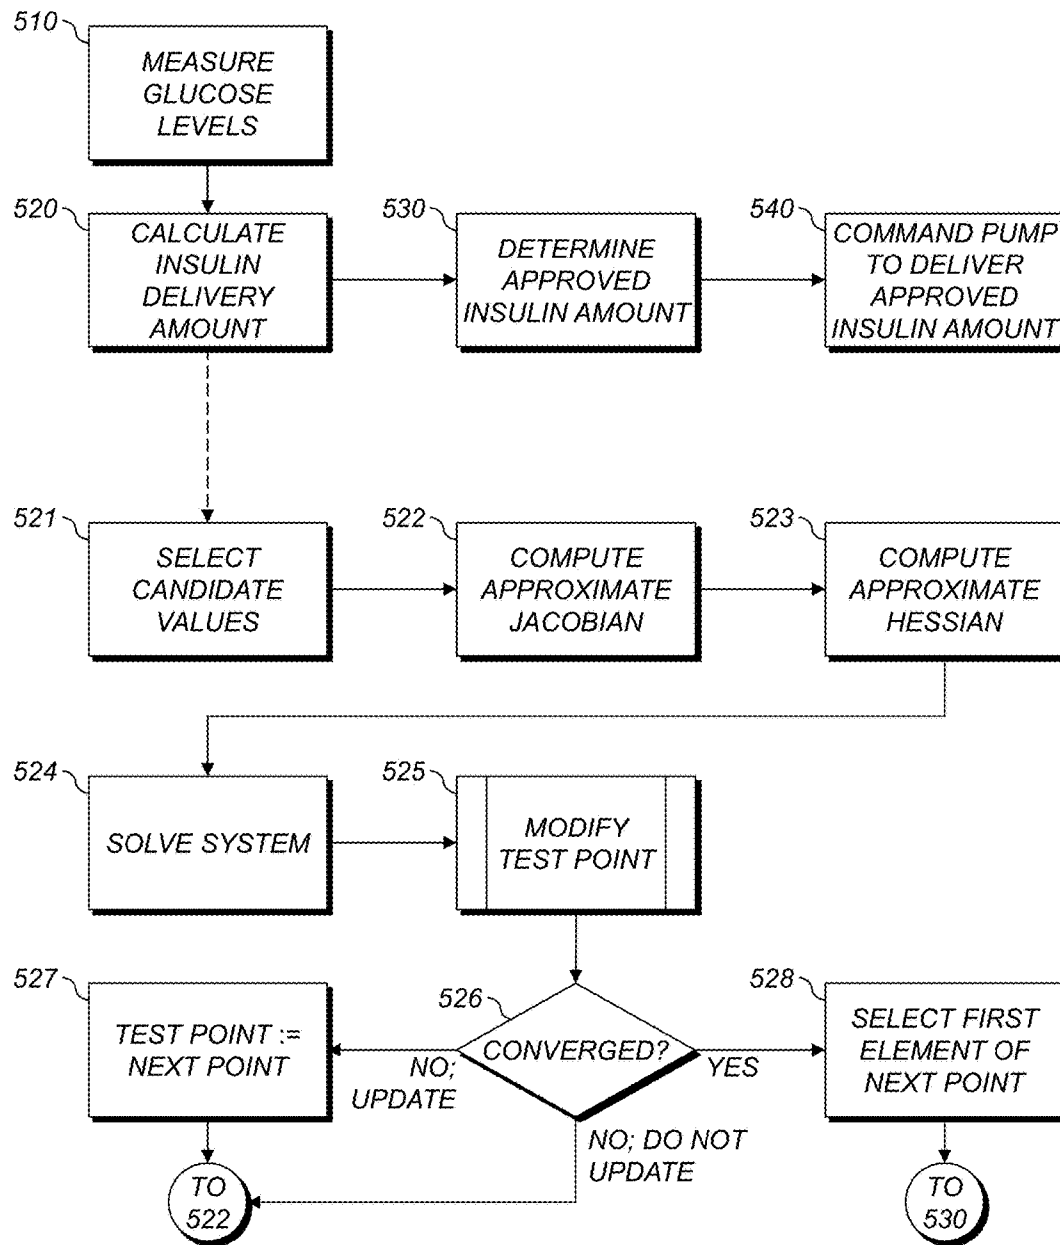 510
MEASURE
GLUCOSE
LEVELS
520
CALCULATE
INSULIN
DELIVERY
AMOUNT
530
DETERMINE
APPROVED
INSULIN AMOUNT
540
COMMAND PUMP
TO DELIVER
APPROVED
INSULIN AMOUNT
521
SELECT
CANDIDATE
VALUES
522
COMPUTE
APPROXIMATE
JACOBIAN
523
COMPUTE
APPROXIMATE
HESSIAN
524
SOLVE SYSTEM
525
MODIFY
TEST POINT
527
TEST POINT :=
NEXT POINT
526
CONVERGED?
NO;
UPDATE
YES
NO; DO NOT
UPDATE
528
SELECT FIRST
ELEMENT OF
NEXT POINT
TO
522
TO
530